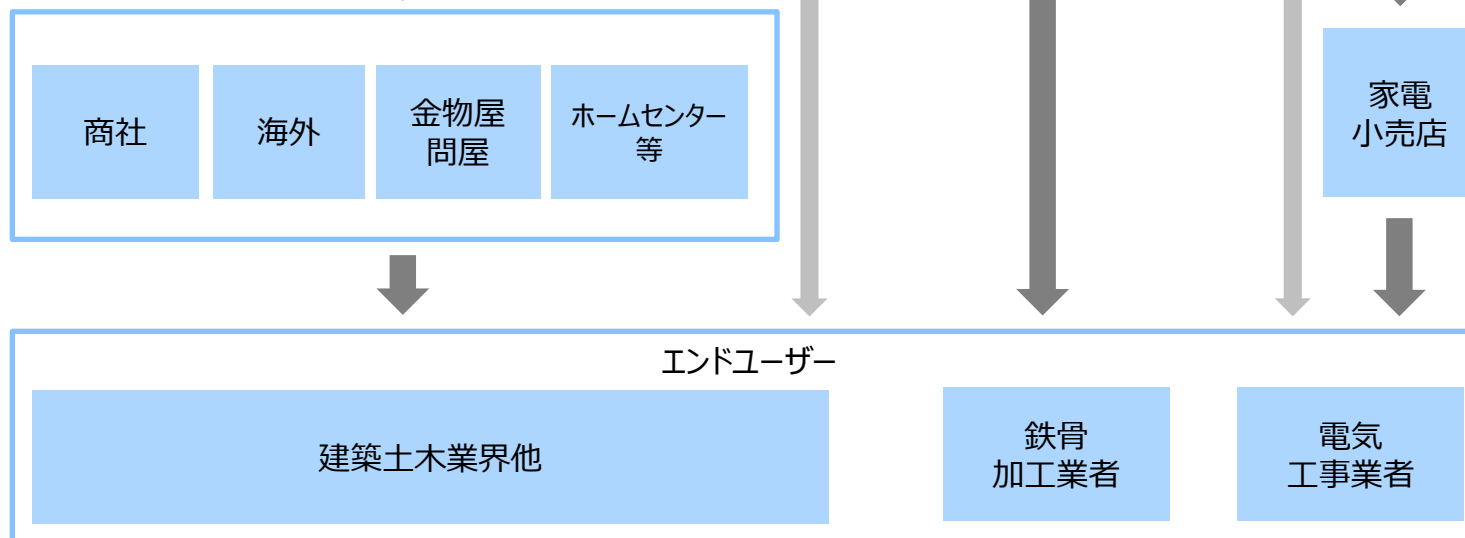 商社
海外
金物屋
問屋
ホームセンター
等
家電
小売店
エンドユーザー
建築土木業界他
鉄骨
加工業者
電気
工事業者